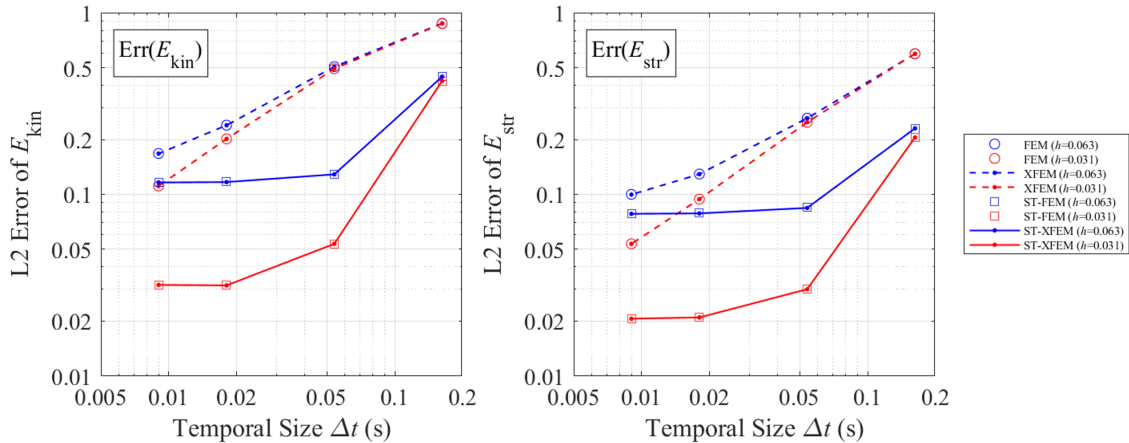 Err(E_kin)
1
0.5
0.2
0.1
0.05
0.02
0.01
0.005
0.01
0.02
0.05
0.1
0.2
L2 Error of E_kin
Temporal Size Δt (s)
Err(E_str)
1
0.5
0.2
0.1
0.05
0.02
0.01
0.005
0.01
0.02
0.05
0.1
0.2
L2 Error of E_str
Temporal Size Δt (s)
FEM (h=0.063)
FEM (h=0.031)
XFEM (h=0.063)
XFEM (h=0.031)
ST-FEM (h=0.063)
ST-FEM (h=0.031)
ST-XFEM (h=0.063)
ST-XFEM (h=0.031)